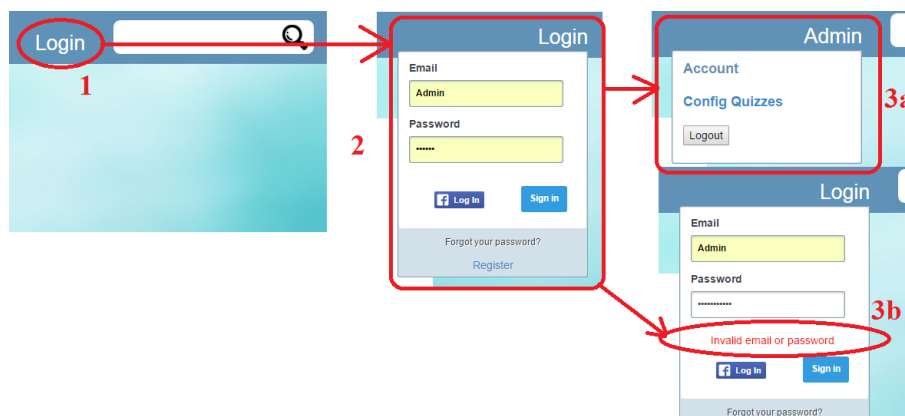 Login
1
2
Login
Email
Admin
Password
••••••
f Log In
Sign in
Forgot your password?
Register
Admin
Account
Config Quizzes
Logout
3a
Login
Email
Admin
Password
•••••••••••
Invalid email or password
f Log In
Sign in
Forgot your password?
3b